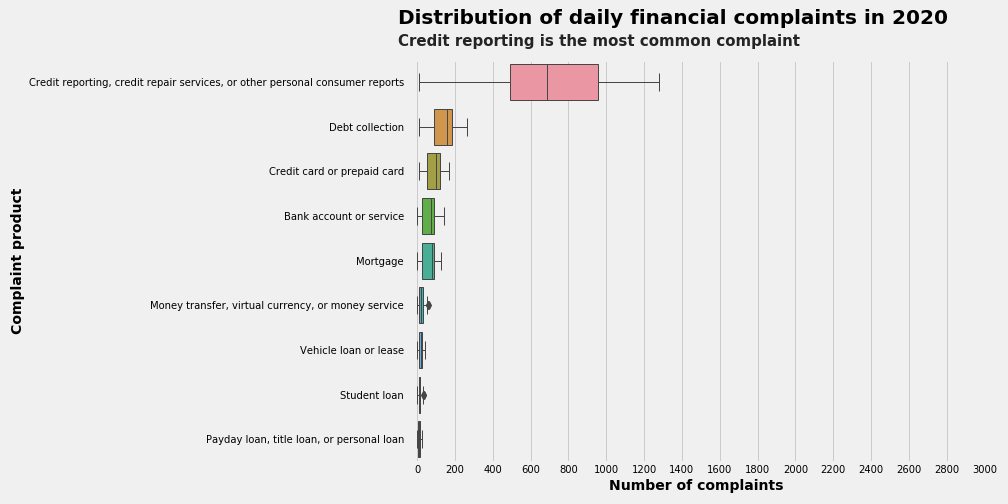 Distribution of daily financial complaints in 2020
Credit reporting is the most common complaint
Credit reporting, credit repair services, or other personal consumer reports
Debt collection
Credit card or prepaid card
Bank account or service
Mortgage
Money transfer, virtual currency, or money service
Vehicle loan or lease
Student loan
Payday loan, title loan, or personal loan
Complaint product
0 200 400 600 800 1000 1200 1400 1600 1800 2000 2200 2400 2600 2800 3000
Number of complaints